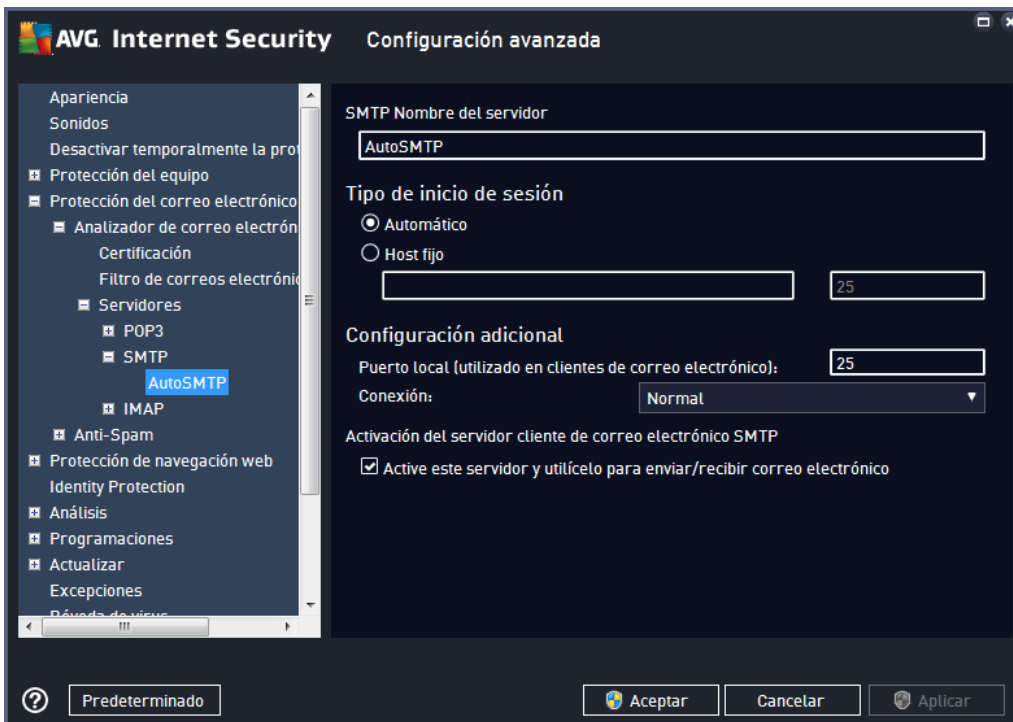 AVG Internet Security Configuración avanzada
Apariencia
Sonidos
Desactivar temporalmente la prot
Protección del equipo
Protección del correo electrónico
Analizador de correo electrón
Certificación
Filtro de correos electrónic
Servidores
POP3
SMTP
AutoSMTP
IMAP
Anti-Spam
Protección de navegación web
Identity Protection
Análisis
Programaciones
Actualizar
Excepciones
Bóveda de virus
SMTP Nombre del servidor
AutoSMTP
Tipo de inicio de sesión
Automático
Host fijo
25
Configuración adicional
Puerto local (utilizado en clientes de correo electrónico): 25
Conexión: Normal
Activación del servidor cliente de correo electrónico SMTP
Active este servidor y utilícelo para enviar/recibir correo electrónico
? Predeterminado Aceptar Cancelar Aplicar